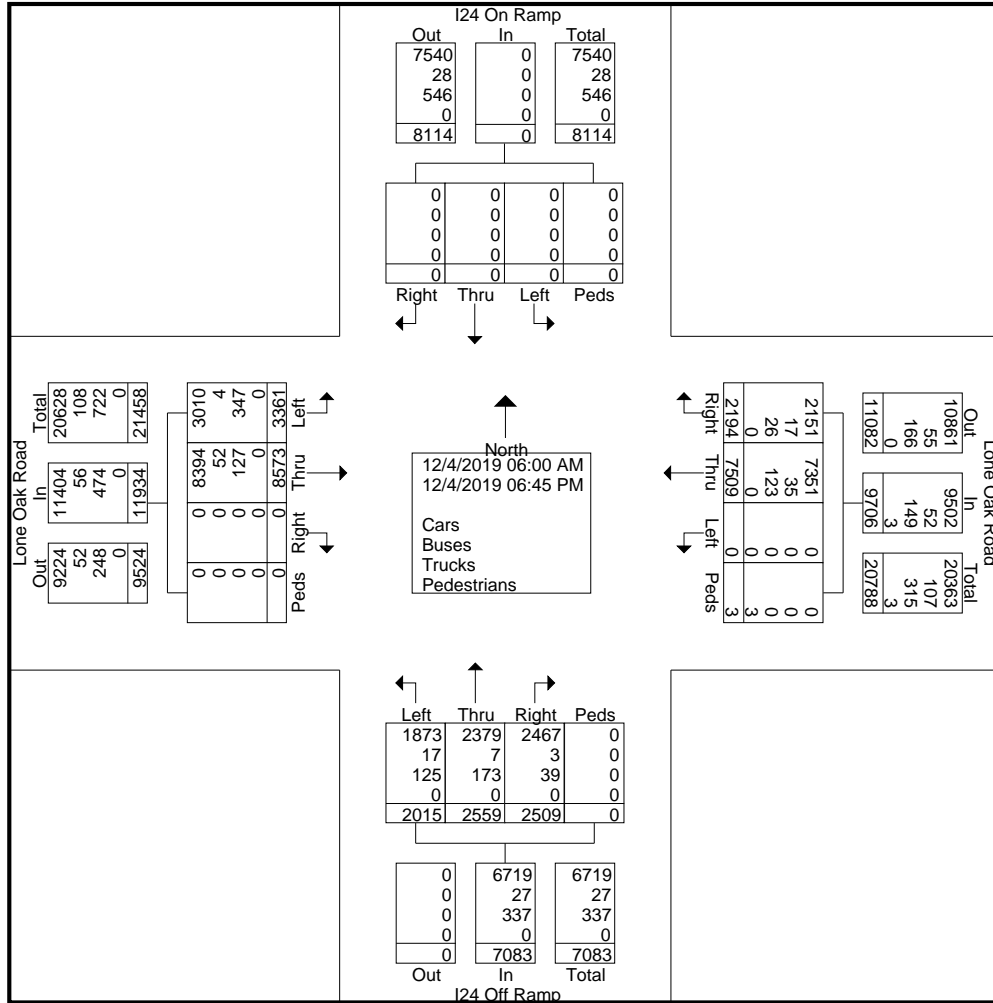 I24 On Ramp
Out In Total
7540 0 7540
28 0 28
546 0 546
0 0 0
8114 0 8114
0 0 0 0
0 0 0 0
0 0 0 0
0 0 0 0
0 0 0 0
Right Thru Left Peds
Lone Oak Road
Total In Out
20628 11404 9224
108 56 52
722 474 248
0 0 0
21458 11934 9524
3010 8394 0 0
4 52 0 0
347 127 0 0
0 0 0 0
3361 8573 0 0
Left Thru Right Peds
North
12/4/2019 06:00 AM
12/4/2019 06:45 PM
Cars
Buses
Trucks
Pedestrians
Right Thru Left Peds
2151 7351 0 0
17 35 0 0
26 123 0 0
0 0 0 3
2194 7509 0 3
Lone Oak Road
Out In Total
10861 9502 20363
55 52 107
166 149 315
0 3 3
11082 9706 20788
Left Thru Right Peds
1873 2379 2467 0
17 7 3 0
125 173 39 0
0 0 0 0
2015 2559 2509 0
0 6719 6719
0 27 27
0 337 337
0 0 0
0 7083 7083
Out In Total
I24 Off Ramp